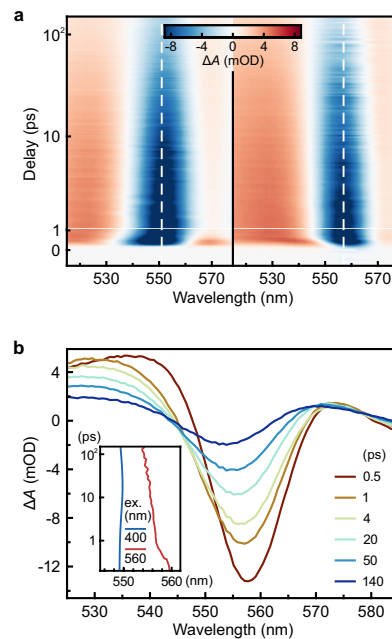 a
-8 -4 0 4 8
ΔA (mOD)
10²
10
1
0
Delay (ps)
530 550 570 530 550 570
Wavelength (nm)
b
4
0
-4
-8
-12
ΔA (mOD)
(ps)
10²
10
1
ex.
(nm)
400
560
550 560 (nm)
(ps)
0.5
1
4
20
50
140
530 540 550 560 570 580
Wavelength (nm)